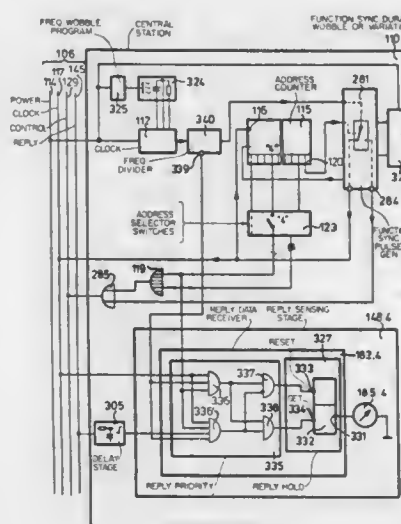 FREQ WOBBLE
PROGRAM
CENTRAL
STATION
FUNCTION SYNC DURA
WOBBLE OR VARIATI
110
106
114
117
129
145
324
325
POWER
CLOCK
CONTROL
REPLY
112
340
CLOCK
FREQ
DIVIDER
339
ADDRESS
COUNTER
116
115
120
281
284
ADDRESS
SELECTOR
SWITCHES
"4"
123
FUNCTI
SYNC
PULSE
GEN
285
119
REPLY DATA
RECEIVER
REPLY SENSING
STAGE
148.4
RESET
327
182.4
337
333
336
338
SET
334
332
331
185.4
335
305
DELAY
STAGE
REPLY PRIORITY
REPLY HOLD